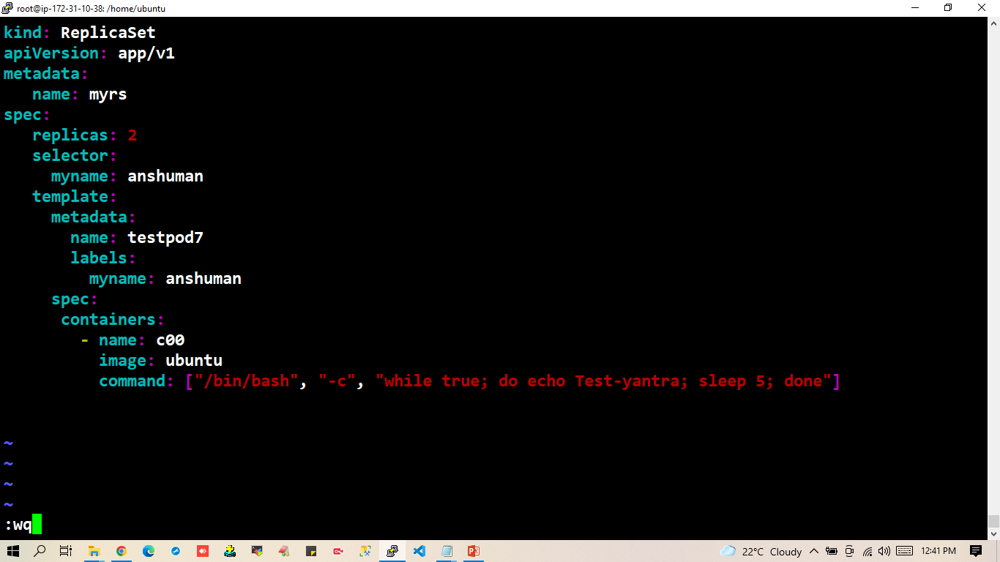 root@ip-172-31-10-38: /home/ubuntu
kind: ReplicaSet
apiVersion: app/v1
metadata:
   name: myrs
spec:
   replicas: 2
   selector:
     myname: anshuman
   template:
     metadata:
       name: testpod7
       labels:
         myname: anshuman
     spec:
      containers:
        - name: c00
          image: ubuntu
          command: ["/bin/bash", "-c", "while true; do echo Test-yantra; sleep 5; done"]
~
~
~
~
:wq
22°C Cloudy 12:41 PM